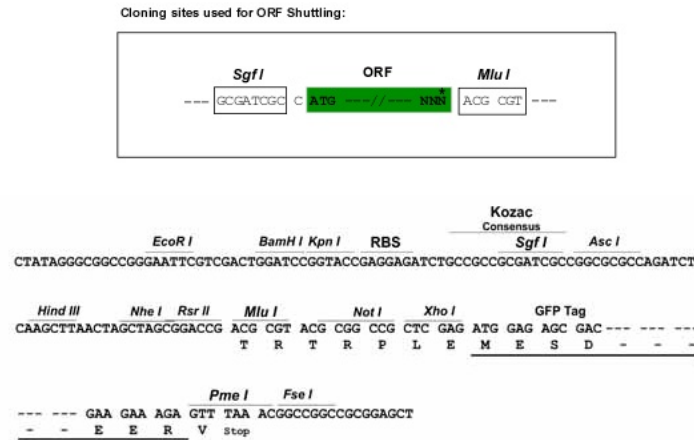 Cloning sites used for ORF Shuttling:
Sgf I ORF Mlu I
--- GCGATCGC C ATG ---//--- NNN* ACG CGT ---
Kozac
Consensus
EcoR I BamH I Kpn I RBS Sgf I Asc I
CTATAGGGCGGCCGGGAATTCGTCGACTGGATCCGGTACCGAGGAGATCTGCCGCCGCGATCGCCGGCGCGCCAGATCT
Hind III Nhe I Rsr II Mlu I Not I Xho I GFP Tag
CAAGCTTAACTAGCTAGCGGACCG ACG CGT ACG CGG CCG CTC GAG ATG GAG AGC GAC--- --- ---
T R T R P L E M E S D - - -
Pme I Fse I
--- --- GAA GAA AGA GTT TAA ACGGCCGGCCGCGGAGCT
- - E E R V Stop